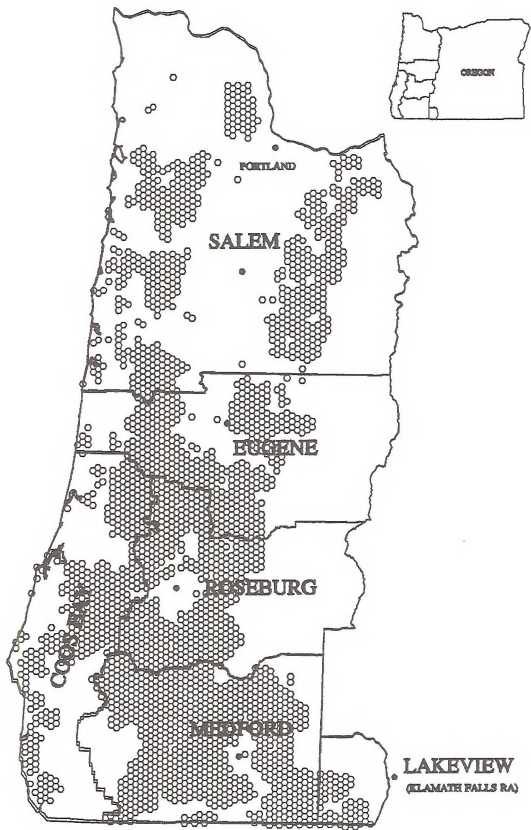 OREGON
PORTLAND
SALEM
EUGENE
ROSEBURG
COOS BAY
MEDFORD
LAKEVIEW
(KLAMATH FALLS RA)